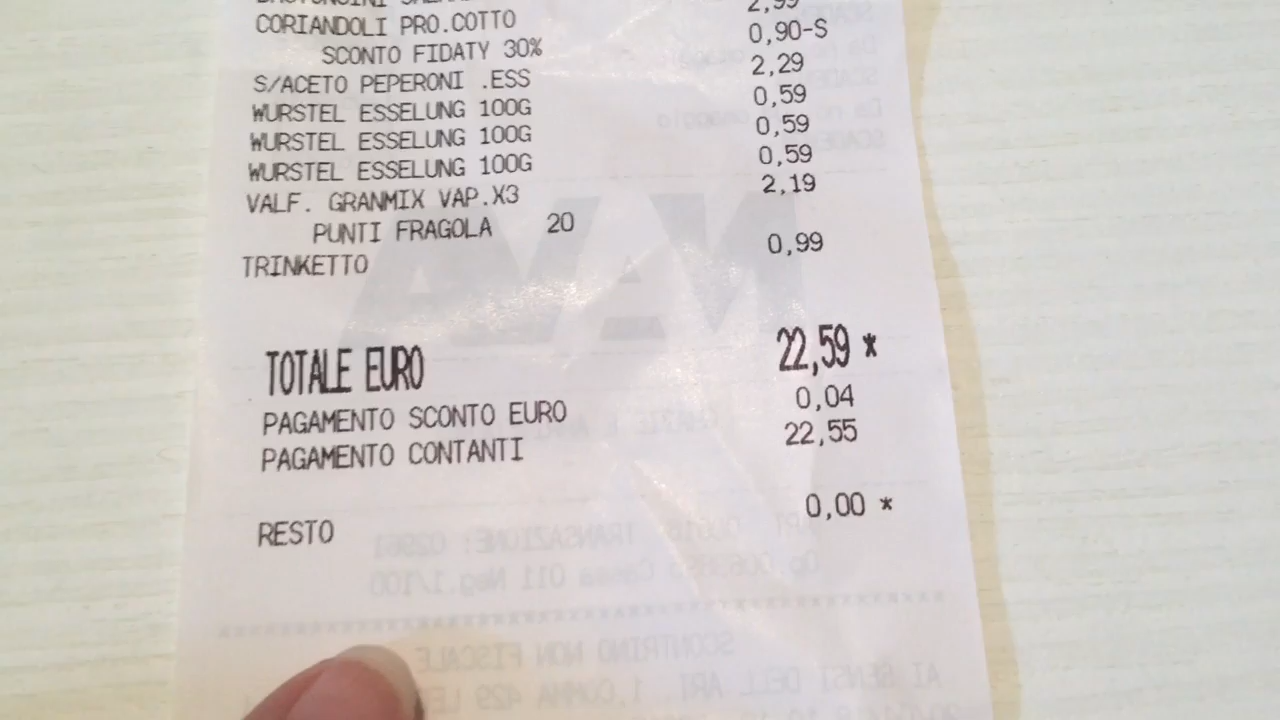 CORIANDOLI PRO.COTTO 2,99
SCONTO FIDATY 30% 0,90-S
S/ACETO PEPERONI .ESS 2,29
WURSTEL ESSELUNG 100G 0,59
WURSTEL ESSELUNG 100G 0,59
WURSTEL ESSELUNG 100G 0,59
VALF. GRANMIX VAP.X3 2,19
PUNTI FRAGOLA 20
TRINKETTO 0,99
TOTALE EURO 22,59 *
PAGAMENTO SCONTO EURO 0,04
PAGAMENTO CONTANTI 22,55
RESTO 0,00 *